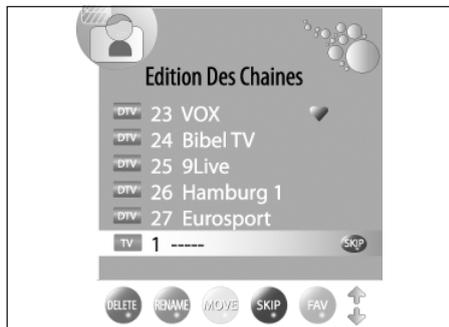 Edition Des Chaines
DTV 23 VOX
DTV 24 Bibel TV
DTV 25 9Live
DTV 26 Hamburg 1
DTV 27 Eurosport
TV 1 ----- SKIP
DELETE RENAME MOVE SKIP FAV